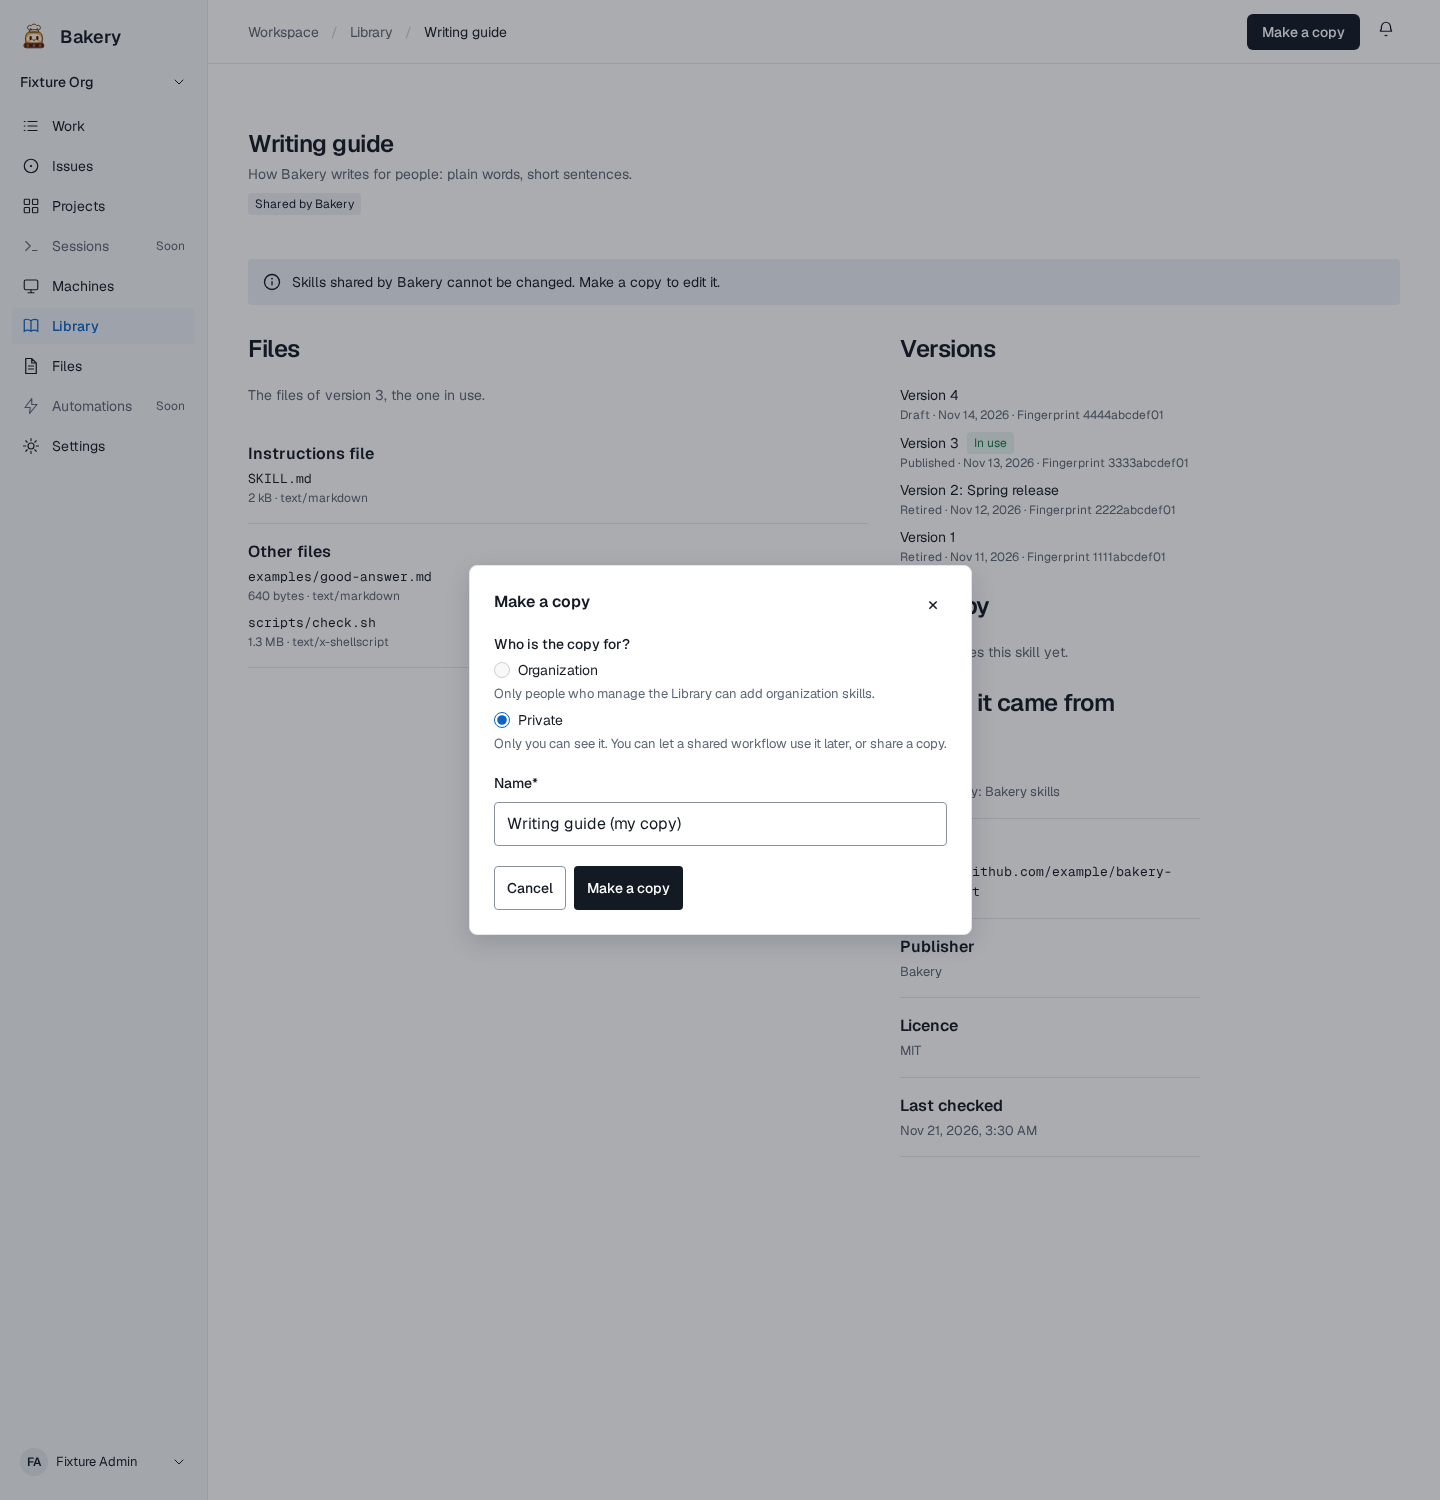 Bakery
Fixture Org
Work
Issues
Projects
Sessions Soon
Machines
Library
Files
Automations Soon
Settings
FA Fixture Admin
Workspace / Library / Writing guide
Make a copy
Writing guide
How Bakery writes for people: plain words, short sentences.
Shared by Bakery
Skills shared by Bakery cannot be changed. Make a copy to edit it.
Files
The files of version 3, the one in use.
Instructions file
SKILL.md
2 kB · text/markdown
Other files
examples/good-answer.md
640 bytes · text/markdown
scripts/check.sh
1.3 MB · text/x-shellscript
Versions
Version 4
Draft · Nov 14, 2026 · Fingerprint 4444abcdef01
Version 3 In use
Published · Nov 13, 2026 · Fingerprint 3333abcdef01
Version 2: Spring release
Retired · Nov 12, 2026 · Fingerprint 2222abcdef01
Version 1
Retired · Nov 11, 2026 · Fingerprint 1111abcdef01
this skill yet.
it came from
Bakery skills
Publisher
Bakery
Licence
MIT
Last checked
Nov 21, 2026, 3:30 AM
Make a copy
Who is the copy for?
Organization
Only people who manage the Library can add organization skills.
Private
Only you can see it. You can let a shared workflow use it later, or share a copy.
Name*
Writing guide (my copy)
Cancel Make a copy